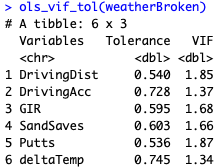 > ols_vif_tol(weatherBroken)
# A tibble: 6 x 3
Variables Tolerance VIF
<chr> <dbl> <dbl>
1 DrivingDist 0.540 1.85
2 DrivingAcc 0.728 1.37
3 GIR 0.595 1.68
4 SandSaves 0.603 1.66
5 Putts 0.536 1.87
6 deltaTemp 0.745 1.34